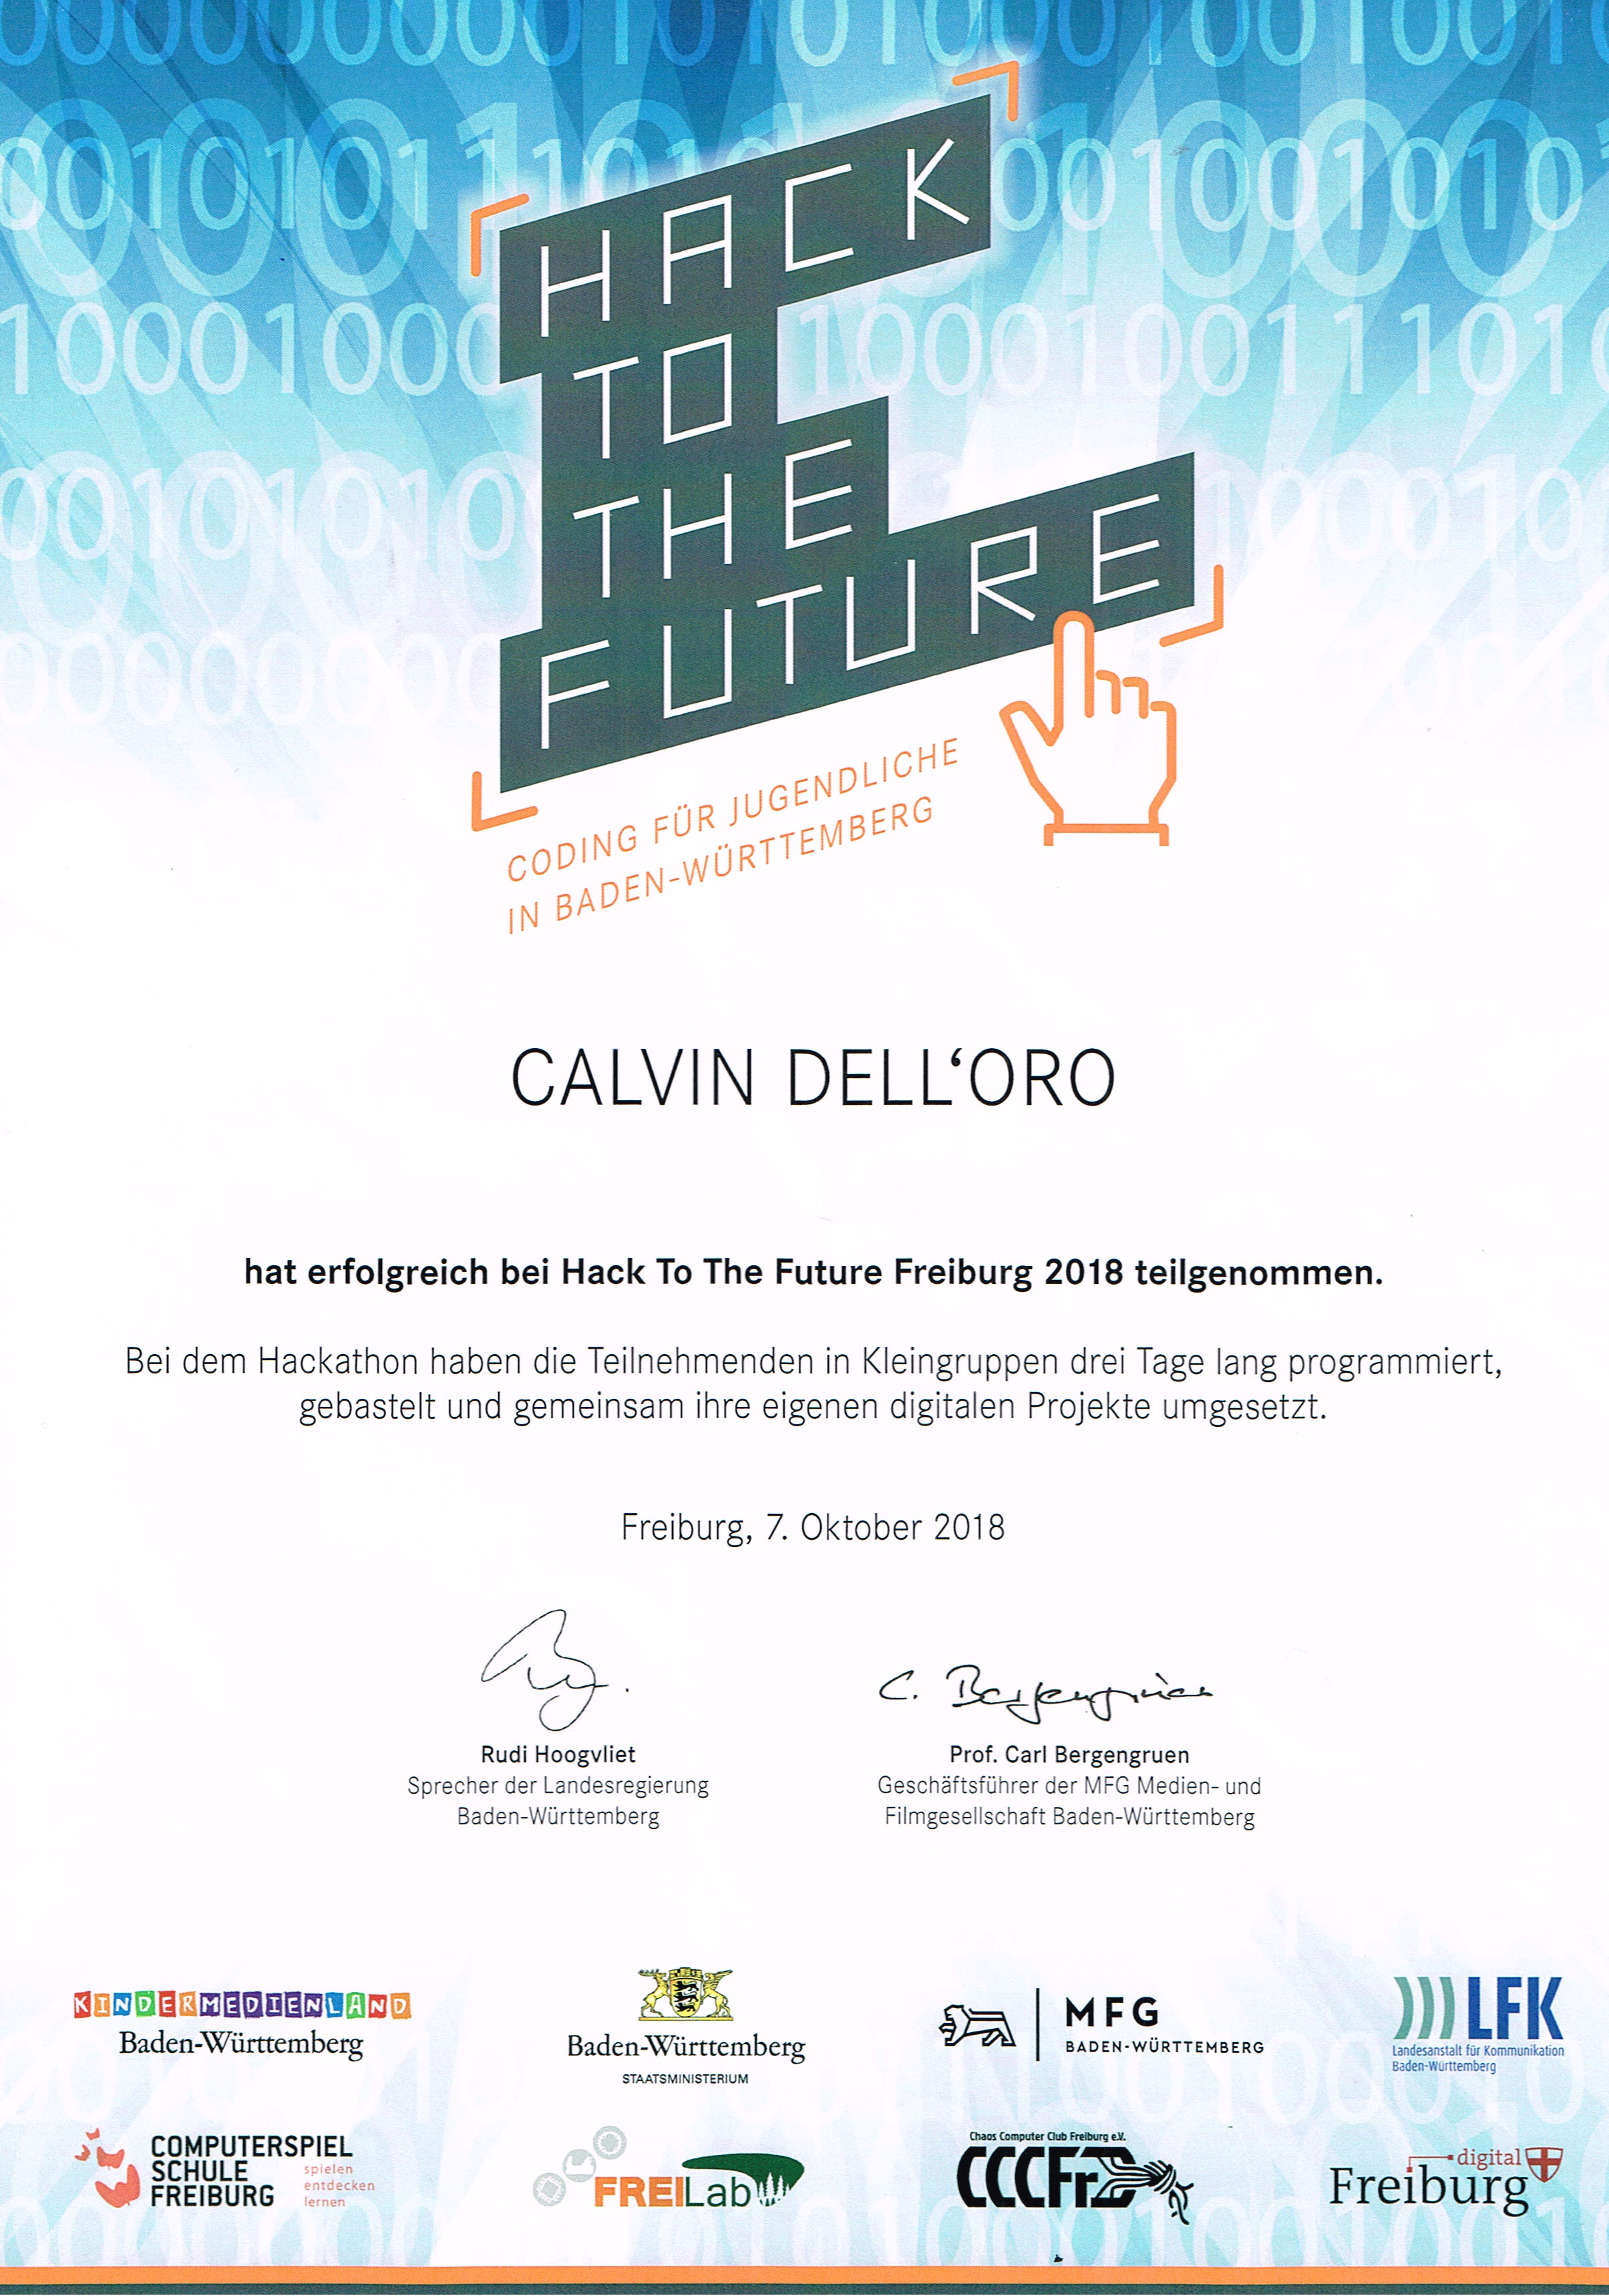 HACK
TO
THE
FUTURE
CODING FÜR JUGENDLICHE
IN BADEN-WÜRTTEMBERG
CALVIN DELL‘ORO
hat erfolgreich bei Hack To The Future Freiburg 2018 teilgenommen.
Bei dem Hackathon haben die Teilnehmenden in Kleingruppen drei Tage lang programmiert,
gebastelt und gemeinsam ihre eigenen digitalen Projekte umgesetzt.
Freiburg, 7. Oktober 2018
C. Bergengruen
Rudi Hoogvliet
Sprecher der Landesregierung
Baden-Württemberg
Prof. Carl Bergengruen
Geschäftsführer der MFG Medien- und
Filmgesellschaft Baden-Württemberg
KINDERMEDIENLAND
Baden-Württemberg
Baden-Württemberg
STAATSMINISTERIUM
MFG
BADEN-WÜRTTEMBERG
LFK
Landesanstalt für Kommunikation
Baden-Württemberg
COMPUTERSPIEL
SCHULE
FREIBURG
spielen
entdecken
lernen
FREILab
Chaos Computer Club Freiburg e.V.
CCCFr
digital
Freiburg